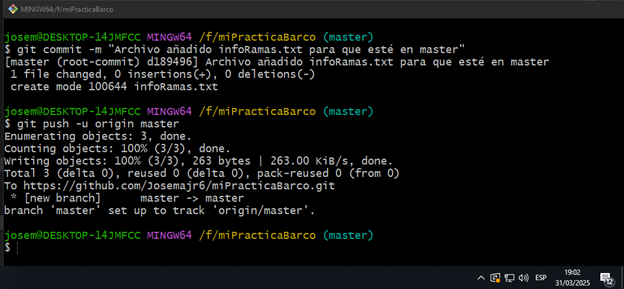 MINGW64:/f/miPracticaBarco
josem@DESKTOP-14JMFCC MINGW64 /f/miPracticaBarco (master)
$ git commit -m "Archivo añadido infoRamas.txt para que esté en master"
[master (root-commit) d189496] Archivo añadido infoRamas.txt para que esté en master
 1 file changed, 0 insertions(+), 0 deletions(-)
 create mode 100644 infoRamas.txt
josem@DESKTOP-14JMFCC MINGW64 /f/miPracticaBarco (master)
$ git push -u origin master
Enumerating objects: 3, done.
Counting objects: 100% (3/3), done.
Writing objects: 100% (3/3), 263 bytes | 263.00 KiB/s, done.
Total 3 (delta 0), reused 0 (delta 0), pack-reused 0 (from 0)
To https://github.com/Josemajr6/miPracticaBarco.git
 * [new branch]      master -> master
branch 'master' set up to track 'origin/master'.
josem@DESKTOP-14JMFCC MINGW64 /f/miPracticaBarco (master)
$
ESP
19:02
31/03/2025
12